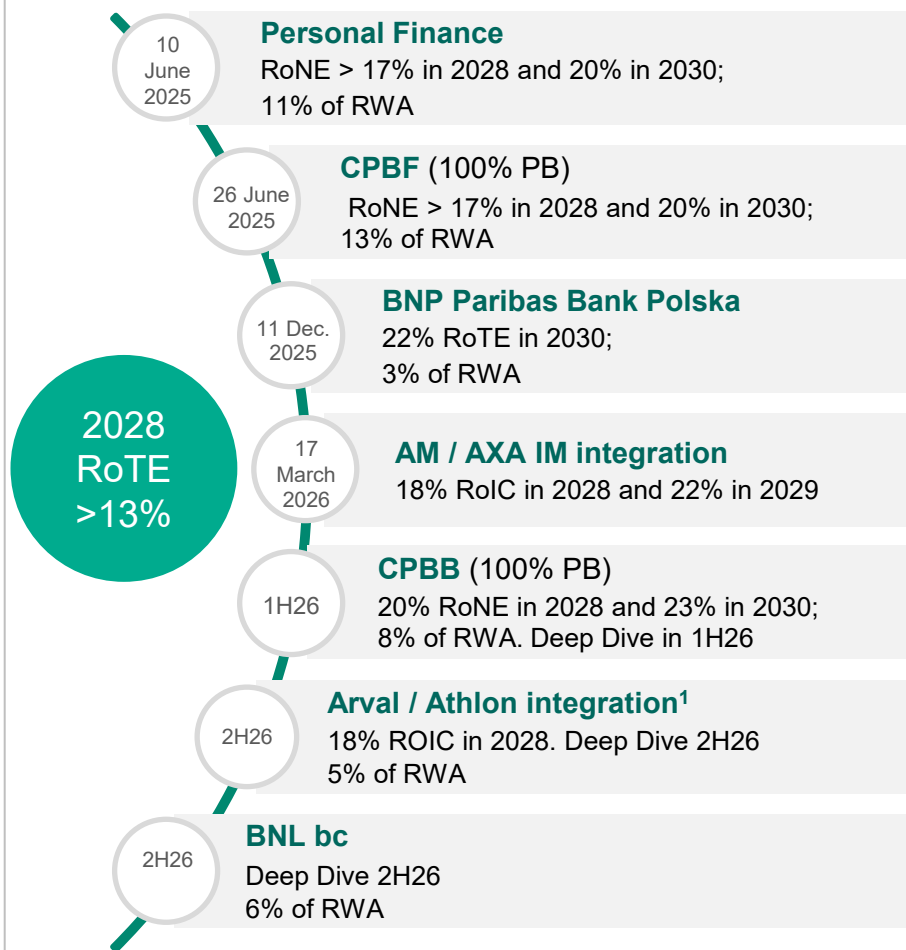 10
June
2025
Personal Finance
RoNE > 17% in 2028 and 20% in 2030;
11% of RWA
26 June
2025
CPBF (100% PB)
RoNE > 17% in 2028 and 20% in 2030;
13% of RWA
11 Dec.
2025
BNP Paribas Bank Polska
22% RoTE in 2030;
3% of RWA
2028
RoTE
>13%
17
March
2026
AM / AXA IM integration
18% RoIC in 2028 and 22% in 2029
1H26
CPBB (100% PB)
20% RoNE in 2028 and 23% in 2030;
8% of RWA. Deep Dive in 1H26
2H26
Arval / Athlon integration¹
18% ROIC in 2028. Deep Dive 2H26
5% of RWA
2H26
BNL bc
Deep Dive 2H26
6% of RWA